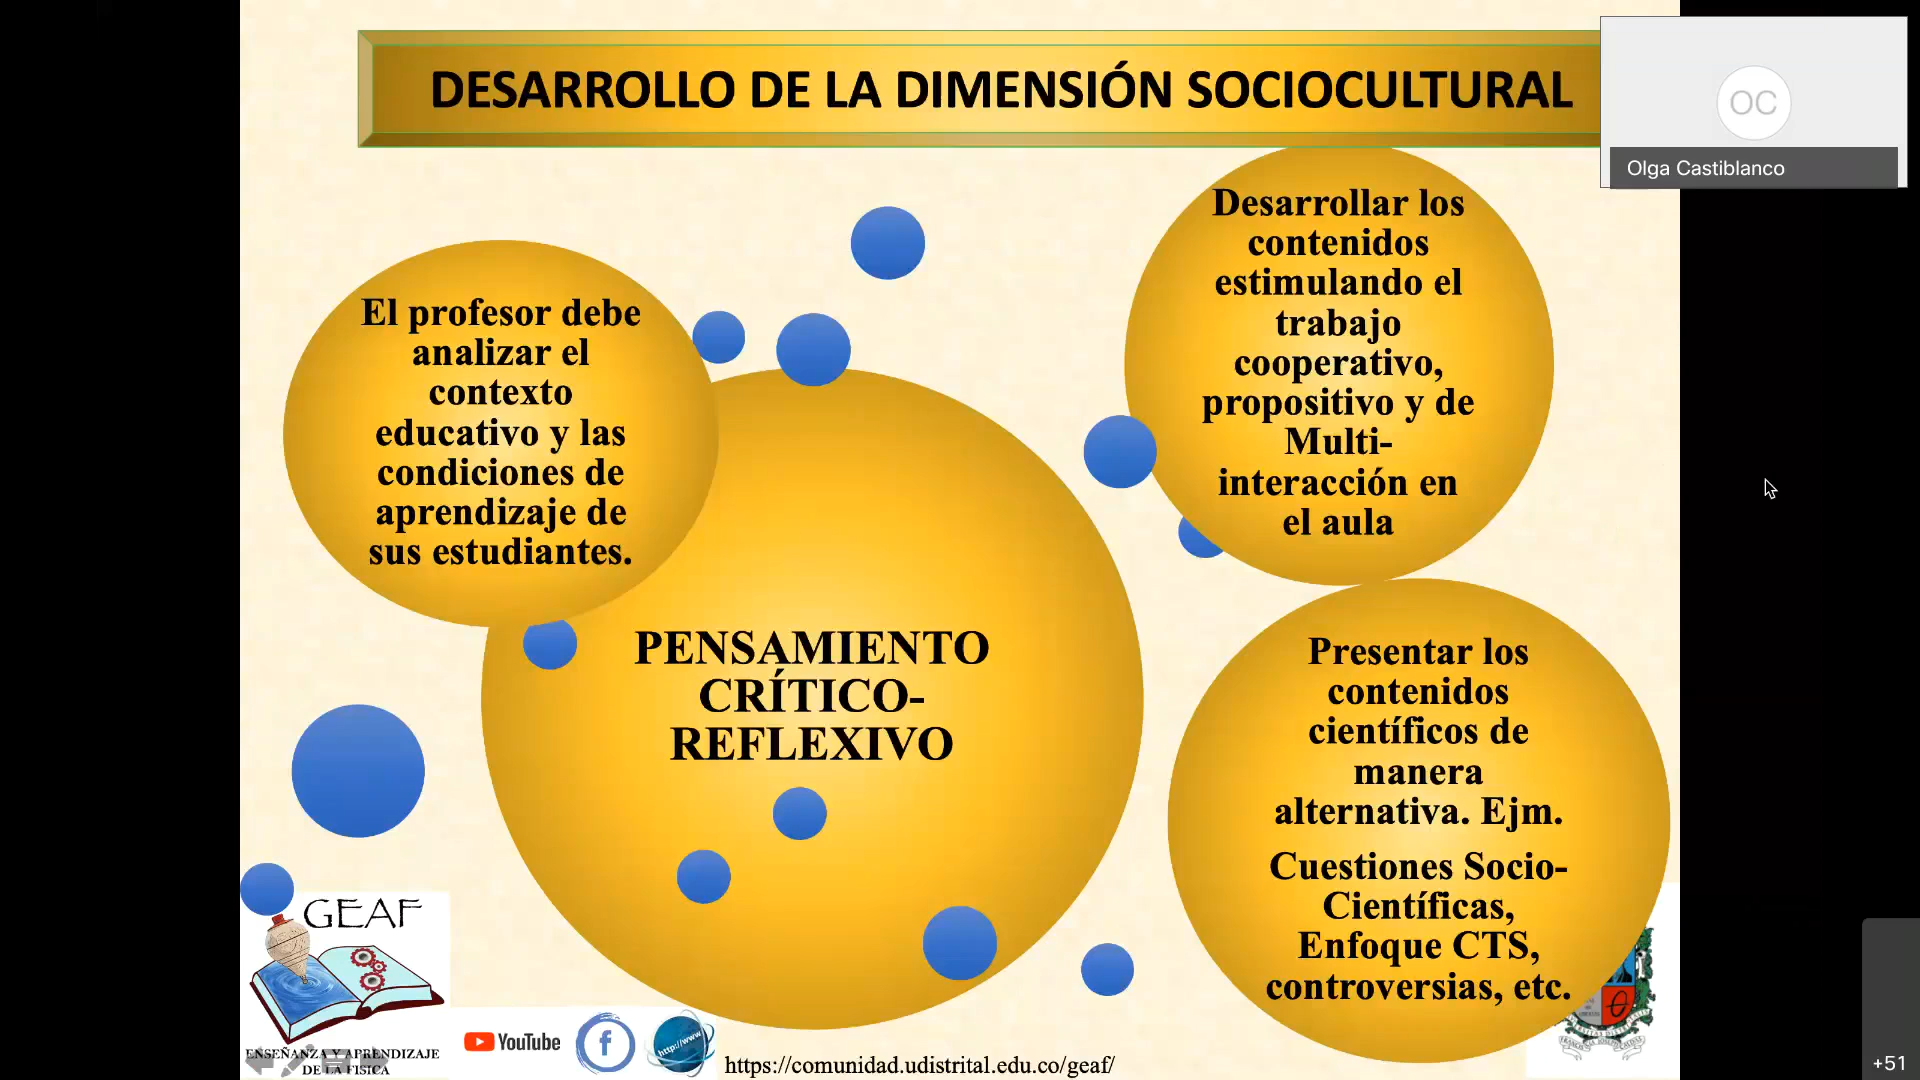 DESARROLLO DE LA DIMENSIÓN SOCIOCULTURAL
OC
Olga Castiblanco
El profesor debe
analizar el
contexto
educativo y las
condiciones de
aprendizaje de
sus estudiantes.
Desarrollar los
contenidos
estimulando el
trabajo
cooperativo,
propositivo y de
Multi-
interacción en
el aula
PENSAMIENTO
CRÍTICO-
REFLEXIVO
Presentar los
contenidos
científicos de
manera
alternativa. Ejm.
Cuestiones Socio-
Científicas,
Enfoque CTS,
controversias, etc.
GEAF
ENSEÑANZA Y APRENDIZAJE
DE LA FISICA
YouTube
f
http://www
https://comunidad.udistrital.edu.co/geaf/
+51